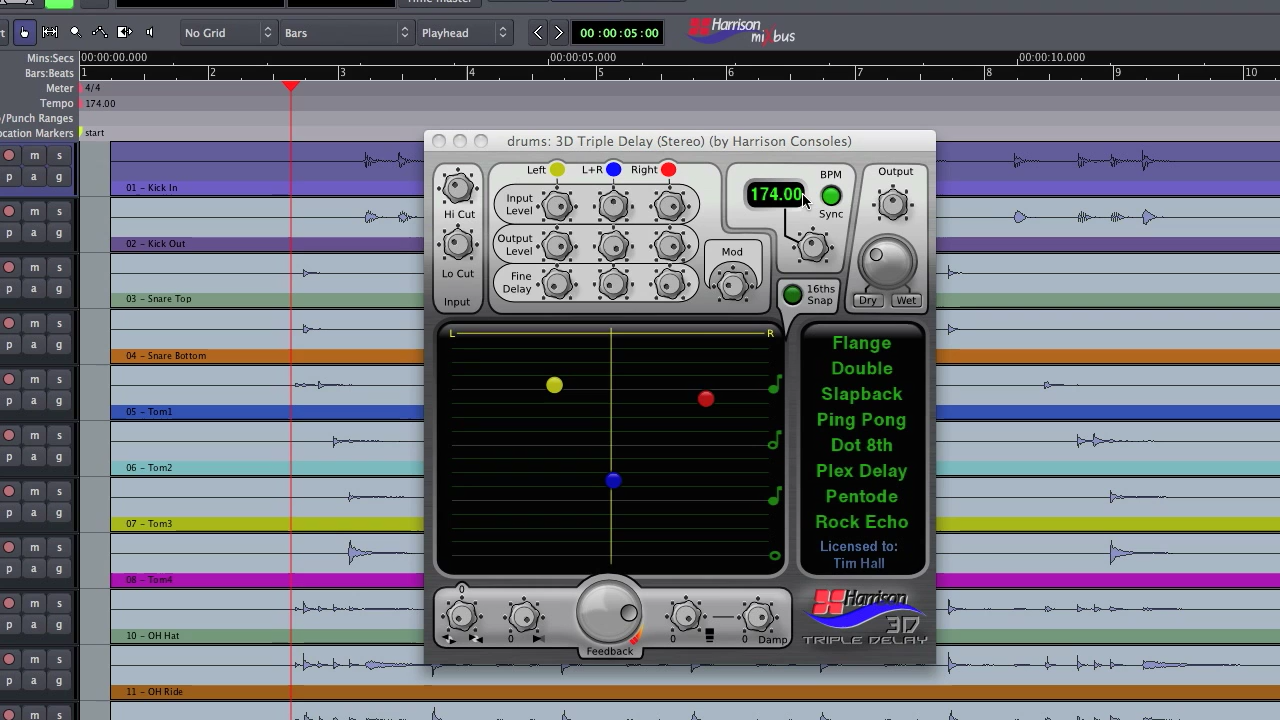 No Grid
Bars
Playhead
00:00:05:00
Harrison
mixbus
Mins:Secs
00:00:00.000
00:00:05.000
00:00:10.000
Bars:Beats
1
2
3
4
5
6
7
8
9
10
Meter
4/4
Tempo
174.00
/Punch Ranges
ocation Markers
start
drums: 3D Triple Delay (Stereo) (by Harrison Consoles)
m s
p a g
01 - Kick In
m s
p a g
02 - Kick Out
m s
p a g
03 - Snare Top
m s
p a g
04 - Snare Bottom
m s
p a g
05 - Tom1
m s
p a g
06 - Tom2
m s
p a g
07 - Tom3
m s
p a g
08 - Tom4
m s
p a g
10 - OH Hat
m s
p a g
11 - OH Ride
m s
Hi Cut
Lo Cut
Input
Left
L+R
Right
Input
Level
Output
Level
Fine
Delay
Mod
174.00
BPM
Sync
16ths
Snap
Output
Dry
Wet
L
R
Flange
Double
Slapback
Ping Pong
Dot 8th
Plex Delay
Pentode
Rock Echo
Licensed to:
Tim Hall
0
0
Feedback
0
0
Damp
Harrison
3D
TRIPLE DELAY